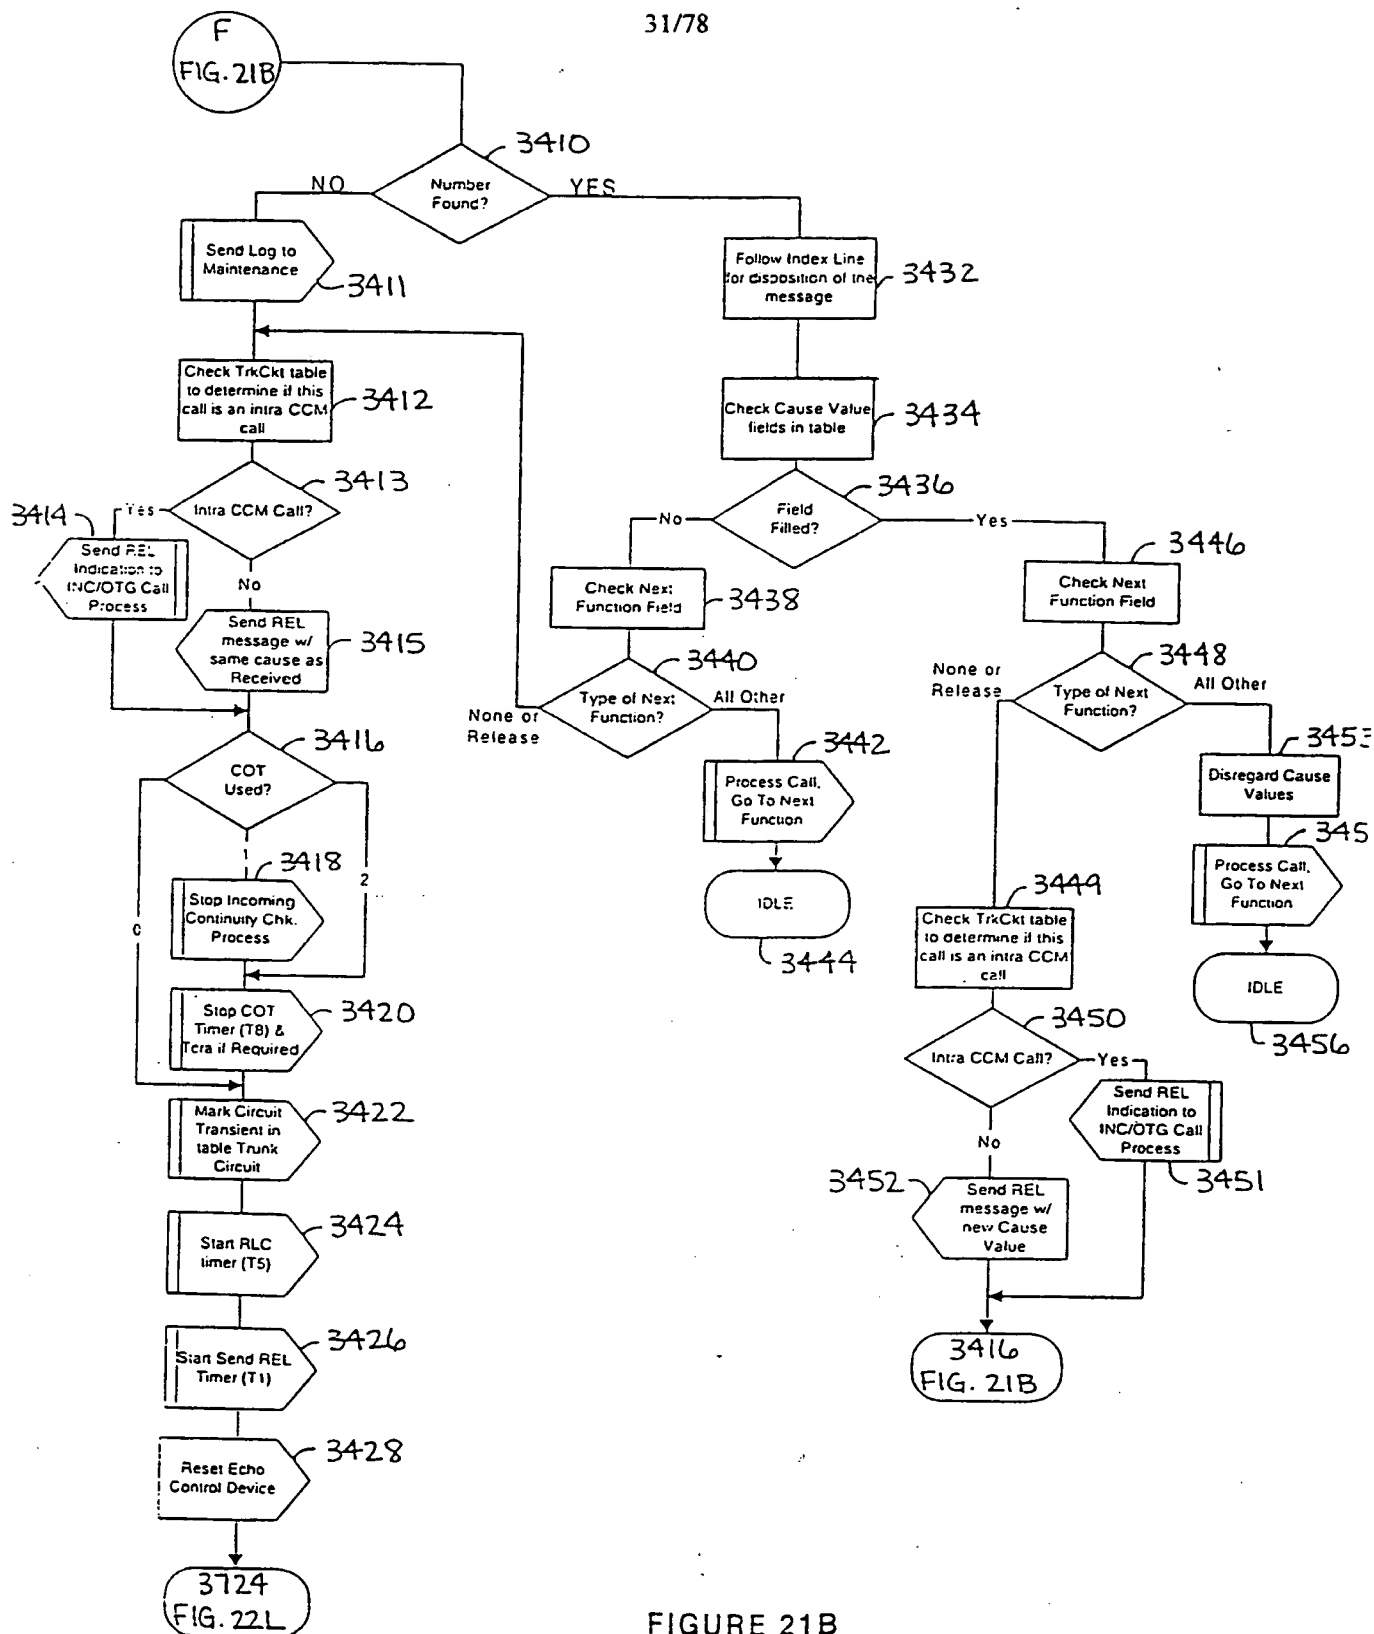 31/78
F
FIG. 21B
3410
Number
Found?
NO
YES
Send Log to
Maintenance
3411
Follow Index Line
for disposition of the
message
3432
Check TrkCkt table
to determine if this
call is an intra CCM
call
3412
Check Cause Value
fields in table
3434
3413
Intra CCM Call?
Yes
No
3414
Send REL
Indication to
INC/OTG Call
Process
Send REL
message w/
same cause as
Received
3415
3436
Field
Filled?
No
Yes
Check Next
Function Field
3438
3440
Type of Next
Function?
None or
Release
All Other
3442
Process Call,
Go To Next
Function
IDLE
3444
3446
Check Next
Function Field
3448
Type of Next
Function?
None or
Release
All Other
Disregard Cause
Values
Process Call,
Go To Next
Function
IDLE
3456
3416
COT
Used?
2
3418
Stop Incoming
Continuity Chk.
Process
Stop COT
Timer (T8) &
Tcra if Required
3420
Mark Circuit
Transient in
table Trunk
Circuit
3422
Start RLC
timer (T5)
3424
Start Send REL
Timer (T1)
3426
Reset Echo
Control Device
3428
3724
FIG. 22L
3449
Check TrkCkt table
to determine if this
call is an intra CCM
call
3450
Intra CCM Call?
Yes
No
Send REL
Indication to
INC/OTG Call
Process
3451
3452
Send REL
message w/
new Cause
Value
3416
FIG. 21B
FIGURE 21B